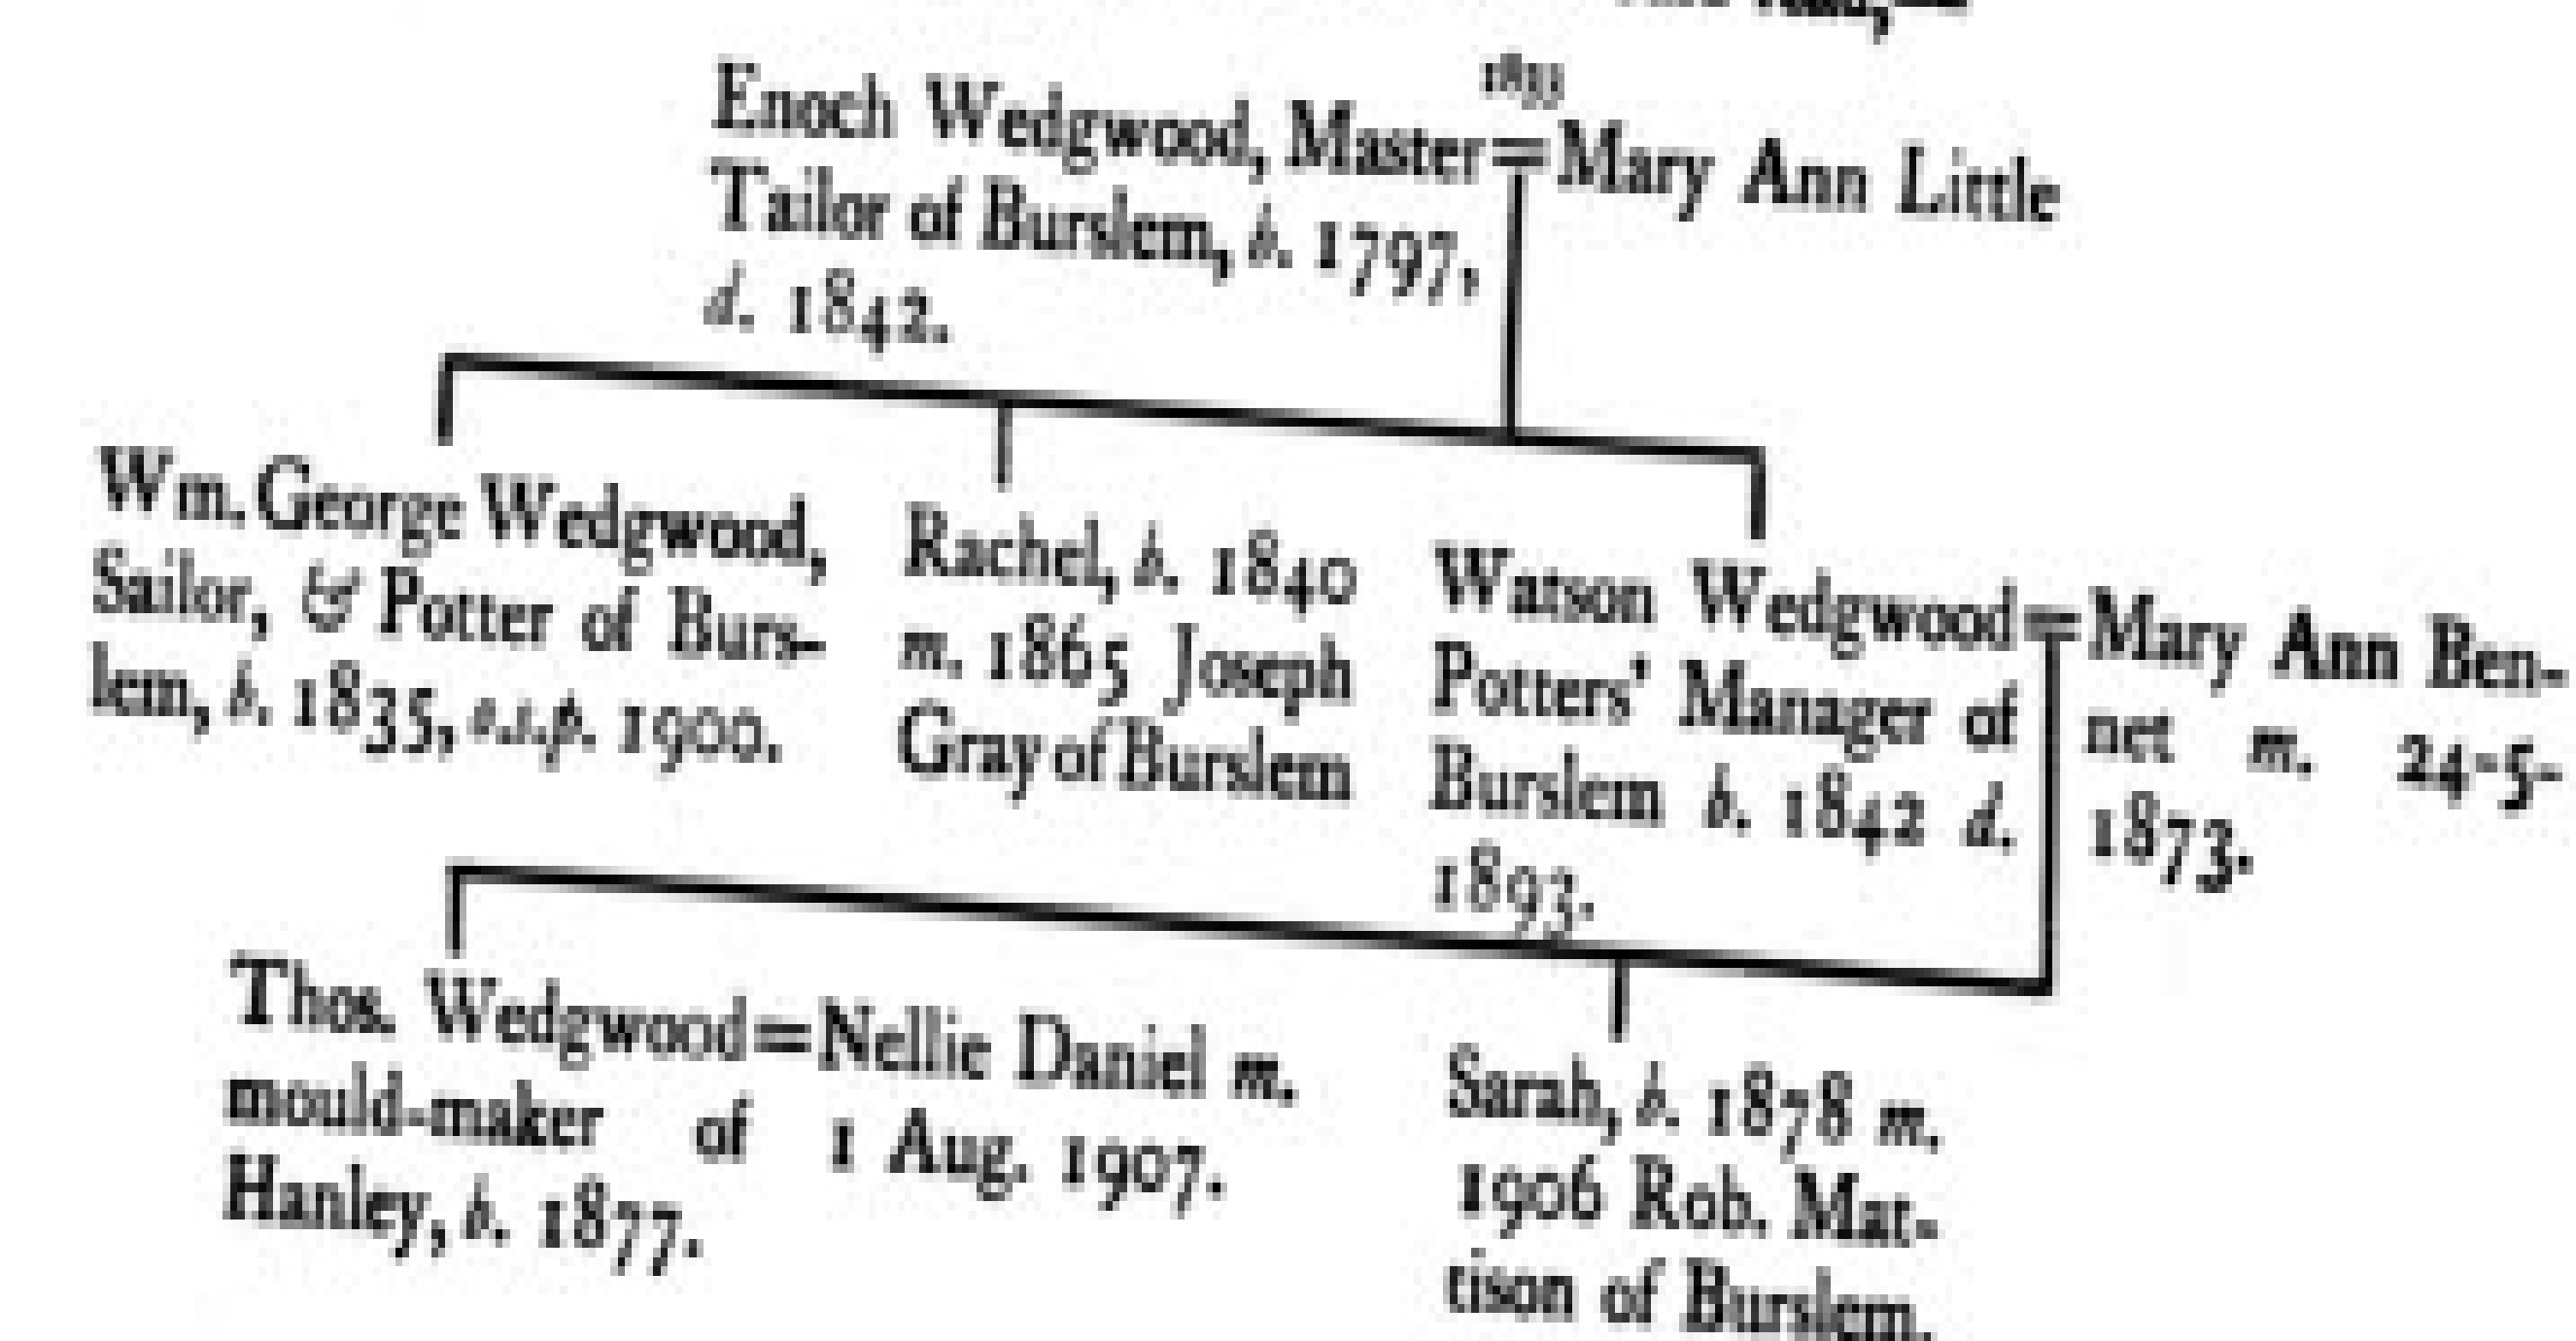 1833
Enoch Wedgwood, Master=Mary Ann Little
Tailor of Burslem, b. 1797,
d. 1842.
Wm. George Wedgwood,
Sailor, & Potter of Burs-
lem, b. 1835, o.s.p. 1900.
Rachel, b. 1840
m. 1865 Joseph
Gray of Burslem
Watson Wedgwood=Mary Ann Ben-
Potters' Manager of net m. 24-5-
Burslem b. 1842 d. 1873.
1893.
Thos. Wedgwood=Nellie Daniel m.
mould-maker of 1 Aug. 1907.
Hanley, b. 1877.
Sarah, b. 1878 m.
1906 Rob. Mat-
tison of Burslem.